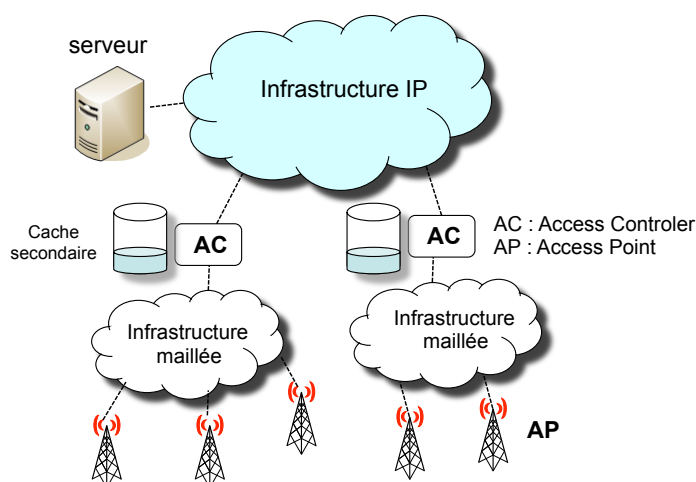 serveur
Infrastructure IP
Cache
secondaire
AC
AC
AC : Access Controler
AP : Access Point
Infrastructure
maillée
Infrastructure
maillée
AP